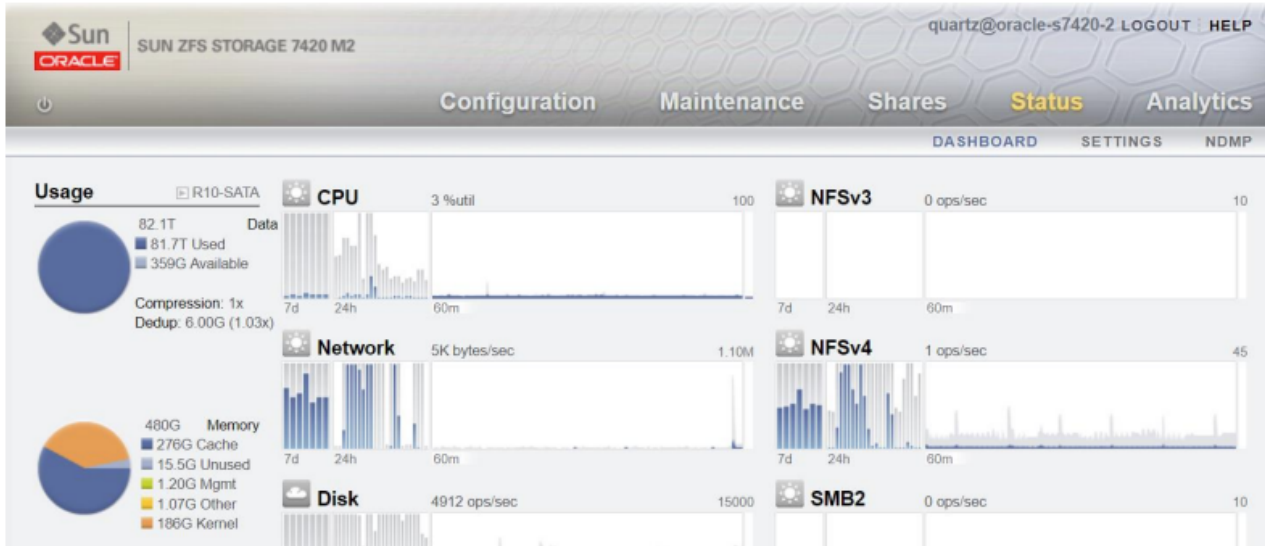 Sun
ORACLE
SUN ZFS STORAGE 7420 M2
quartz@oracle-s7420-2 LOGOUT HELP
Configuration Maintenance Shares Status Analytics
DASHBOARD SETTINGS NDMP
Usage R10-SATA
82.1T Data
81.7T Used
359G Available
Compression: 1x
Dedup: 6.00G (1.03x)
480G Memory
276G Cache
15.5G Unused
1.20G Mgmt
1.07G Other
186G Kernel
CPU 3 %util 100
7d 24h 60m
Network 5K bytes/sec 1.10M
7d 24h 60m
Disk 4912 ops/sec 15000
NFSv3 0 ops/sec 10
7d 24h 60m
NFSv4 1 ops/sec 45
7d 24h 60m
SMB2 0 ops/sec 10